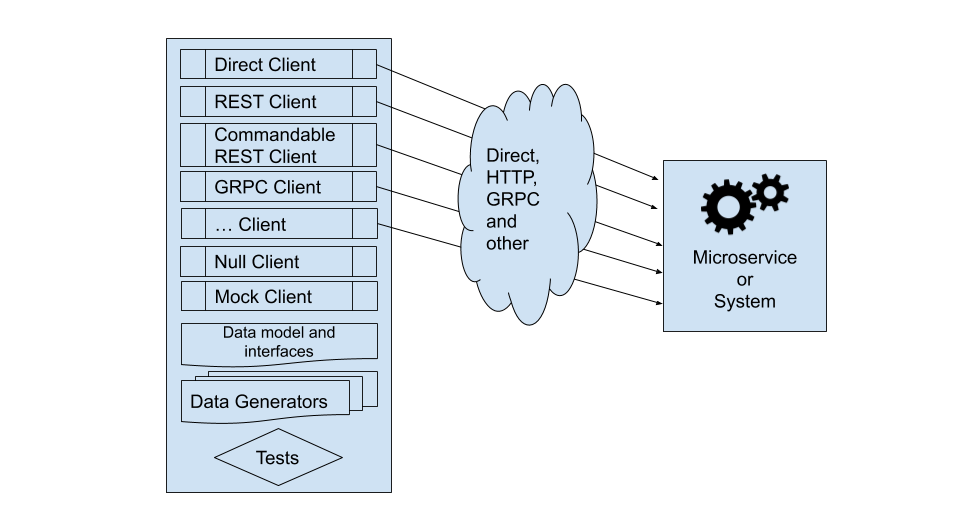 Direct Client
REST Client
Commandable
REST Client
GRPC Client
... Client
Null Client
Mock Client
Data model and
interfaces
Data Generators
Tests
Direct,
HTTP,
GRPC
and
other
Microservice
or
System